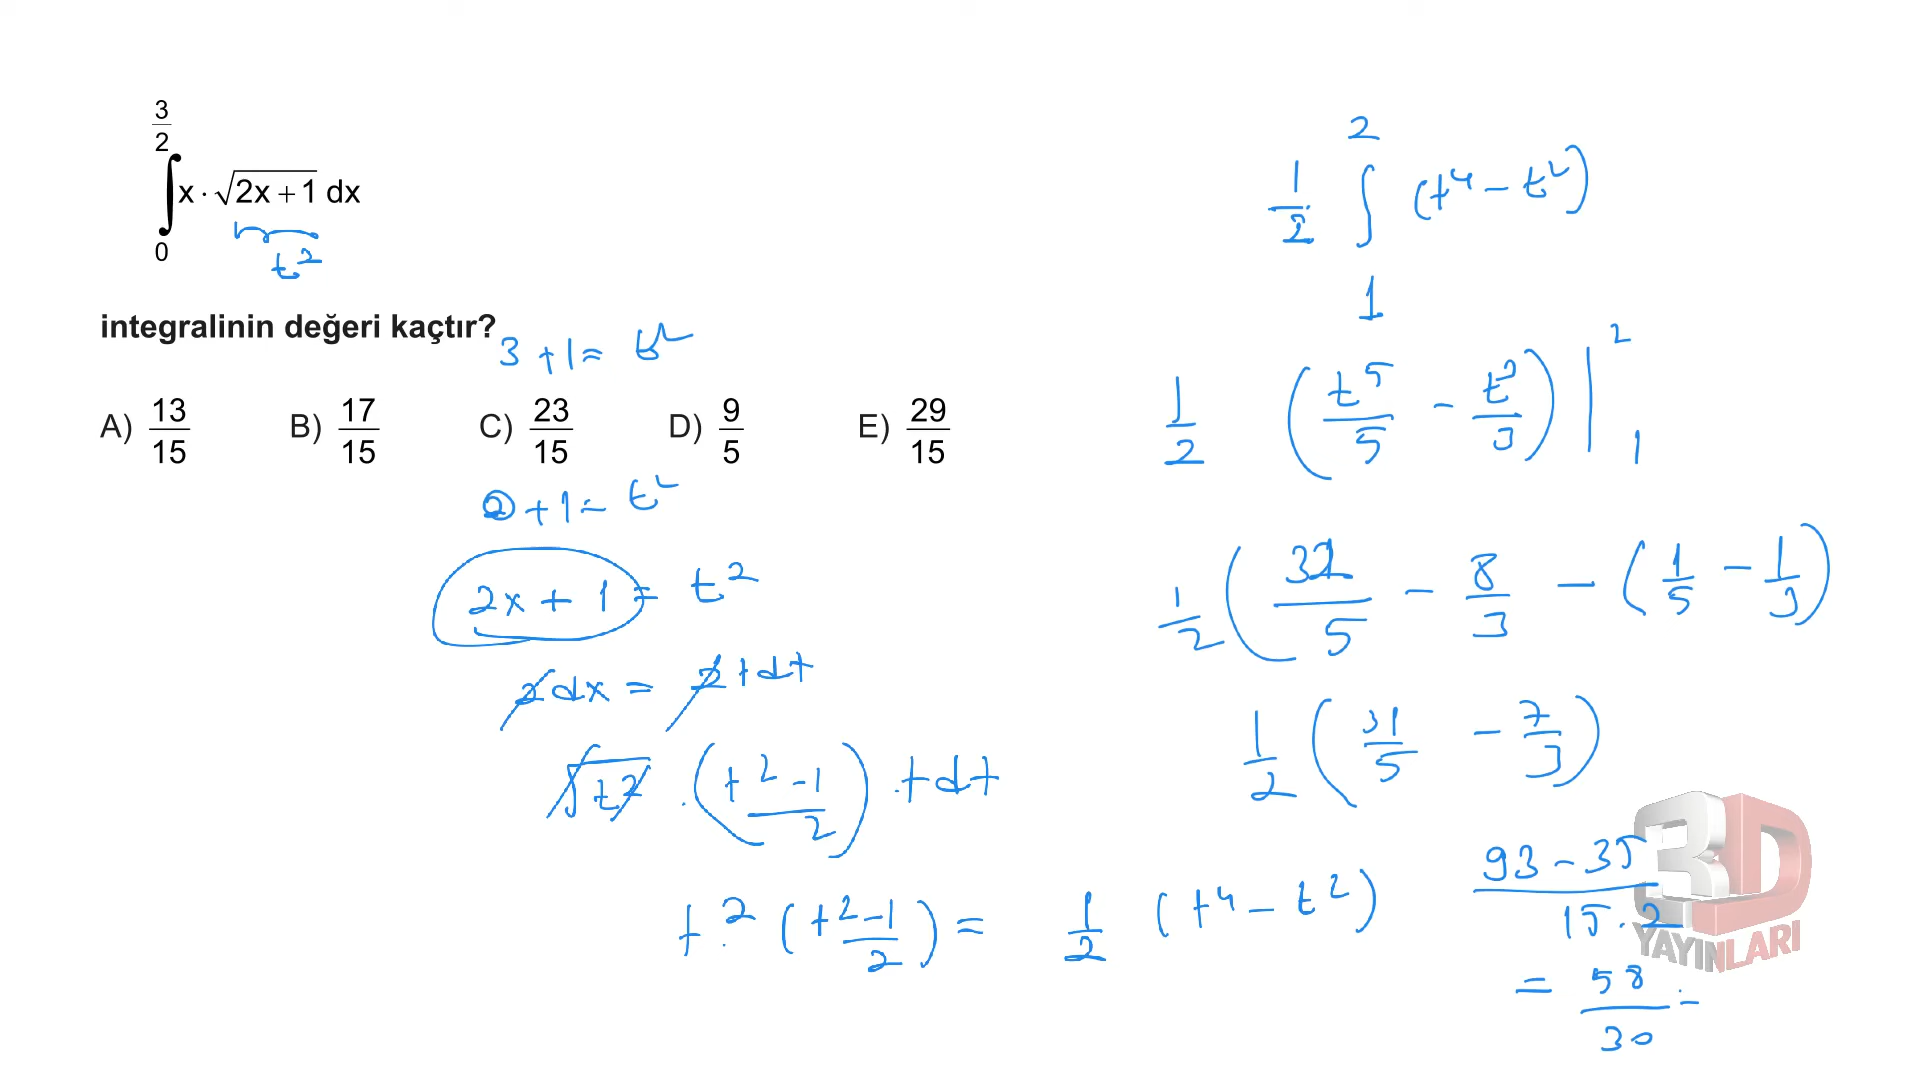 3/2
∫ x · √(2x + 1) dx
0
t²
integralinin değeri kaçtır?
3 + 1 = t²
A) 13/15 B) 17/15 C) 23/15 D) 9/5 E) 29/15
0 + 1 = t²
2x + 1 = t²
2dx = 2tdt
√t² · (t² - 1 / 2) · tdt
t² · (t² - 1 / 2) = 1/2 (t⁴ - t²)
2
1/2 ∫ (t⁴ - t²)
1
1/2 (t⁵/5 - t³/3) | 2 1
1/2 (32/5 - 8/3 - (1/5 - 1/3)
1/2 (31/5 - 7/3)
93 - 35 / 15 · 2
= 58/30 =
3D
YAYINLARI